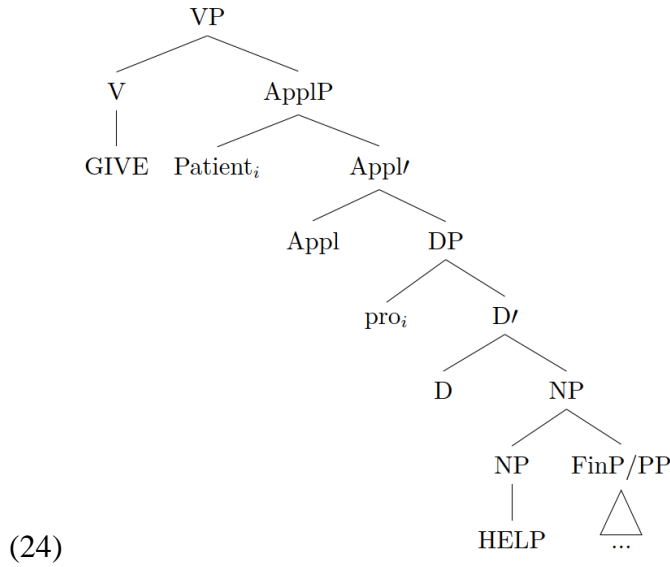 VP
V ApplP
GIVE Patientᵢ Appl′
Appl DP
proᵢ D′
D NP
NP FinP/PP
(24) HELP ...